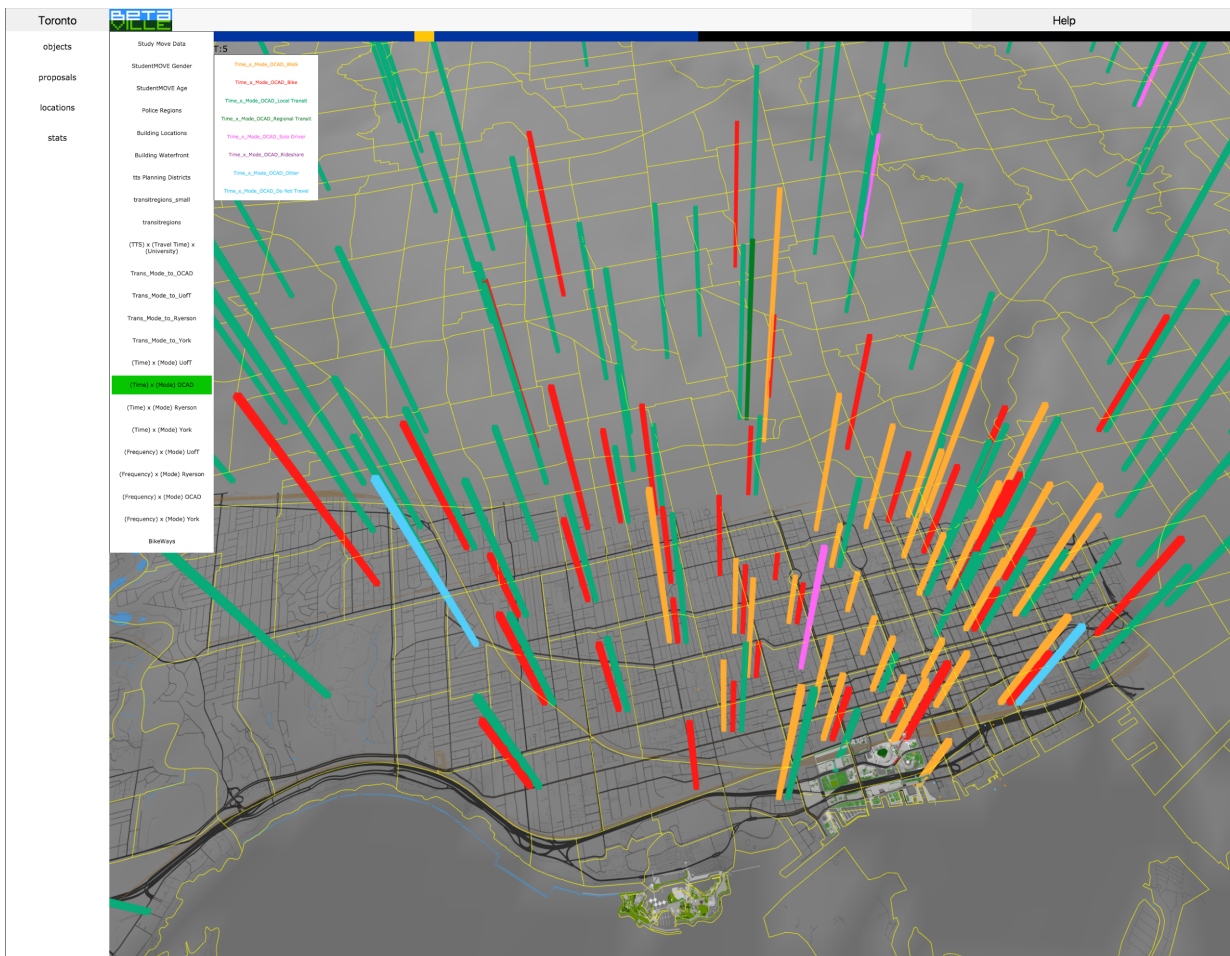 Toronto
BETA
VILLE
Help
objects
proposals
locations
stats
Study Move Data
StudentMOVE Gender
StudentMOVE Age
Police Regions
Building Locations
Building Waterfront
tts Planning Districts
transitregions_small
transitregions
(TTS) x (Travel Time) x
(University)
Trans_Mode_to_OCAD
Trans_Mode_to_UofT
Trans_Mode_to_Ryerson
Trans_Mode_to_York
(Time) x (Mode) UofT
(Time) x (Mode) OCAD
(Time) x (Mode) Ryerson
(Time) x (Mode) York
(Frequency) x (Mode) UofT
(Frequency) x (Mode) Ryerson
(Frequency) x (Mode) OCAD
(Frequency) x (Mode) York
BikeWays
T:5
Time_x_Mode_OCAD_Walk
Time_x_Mode_OCAD_Bike
Time_x_Mode_OCAD_Local Transit
Time_x_Mode_OCAD_Regional Transit
Time_x_Mode_OCAD_Solo Driver
Time_x_Mode_OCAD_Rideshare
Time_x_Mode_OCAD_Other
Time_x_Mode_OCAD_Do Not Travel